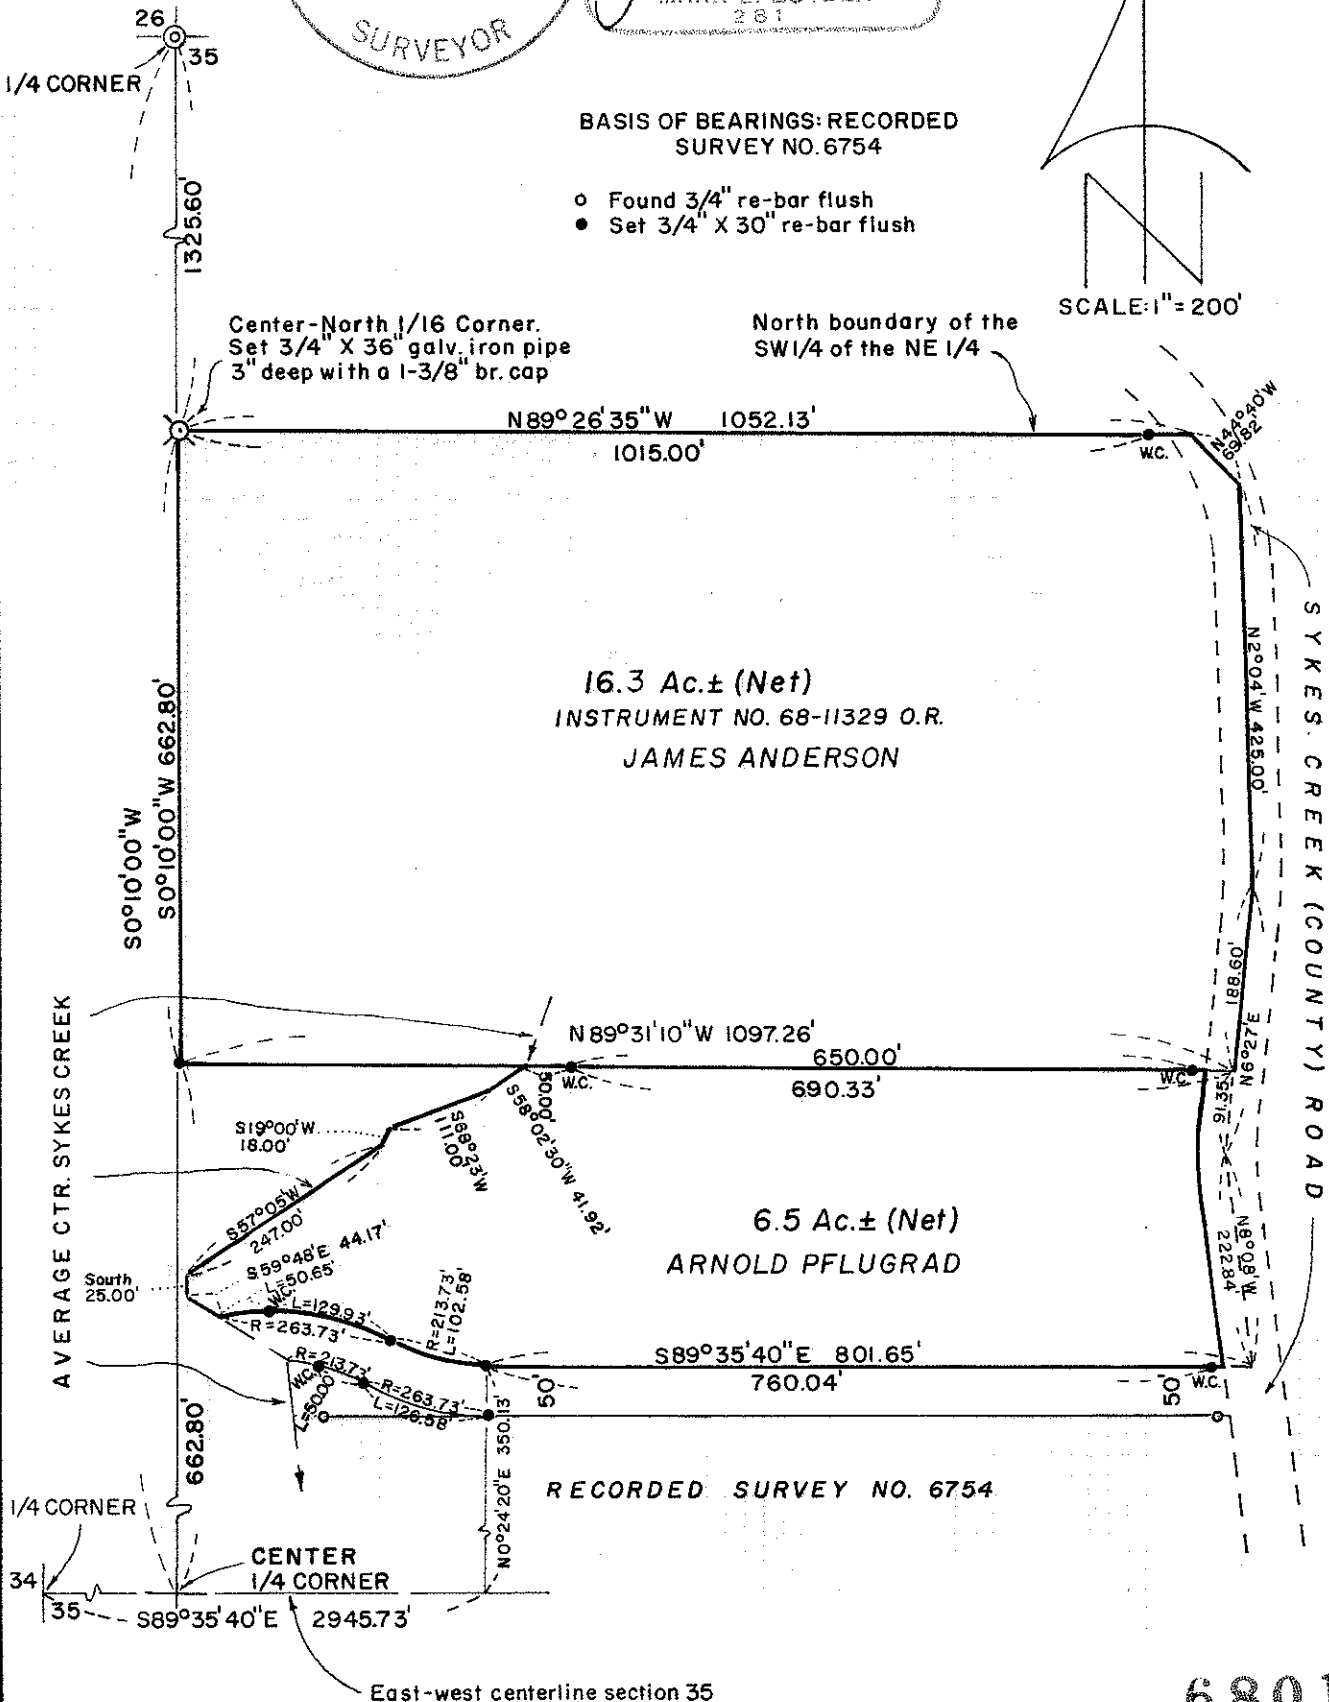 26
35
1/4 CORNER
SURVEYOR
281
BASIS OF BEARINGS: RECORDED
SURVEY NO. 6754
o Found 3/4" re-bar flush
● Set 3/4" X 30" re-bar flush
N
SCALE: 1" = 200'
1325.60'
Center-North 1/16 Corner.
Set 3/4" X 36" galv. iron pipe
3" deep with a 1-3/8" br. cap
North boundary of the
SW 1/4 of the NE 1/4
N89°26'35"W 1052.13'
1015.00'
W.C.
N44°40'W
69.82'
N2°04'W 425.00'
SYKES CREEK (COUNTY) ROAD
16.3 Ac.± (Net)
INSTRUMENT NO. 68-11329 O.R.
JAMES ANDERSON
S0°10'00"W 662.80'
S0°10'00"W
188.60'
N6°27'E
91.35'
AVERAGE CTR. SYKES CREEK
N89°31'10"W 1097.26'
650.00'
690.33'
W.C.
W.C.
50.00'
S58°02'30"W 41.92'
S68°23'W
111.00'
S19°00'W
18.00'
S57°05'W
247.00'
South
25.00'
S59°48'E 44.17'
L=50.65'
W.C.
L=129.93'
R=263.73'
R=213.73'
L=102.58'
6.5 Ac.± (Net)
ARNOLD PFLUGRAD
N8°08'W
222.84'
S89°35'40"E 801.65'
760.04'
W.C.
50'
50'
R=213.73'
W.C.
L=50.00'
R=263.73'
L=126.58'
662.80'
N0°24'20"E 350.13'
RECORDED SURVEY NO. 6754
1/4 CORNER
CENTER
1/4 CORNER
34
35
S89°35'40"E 2945.73'
East-west centerline section 35
6801